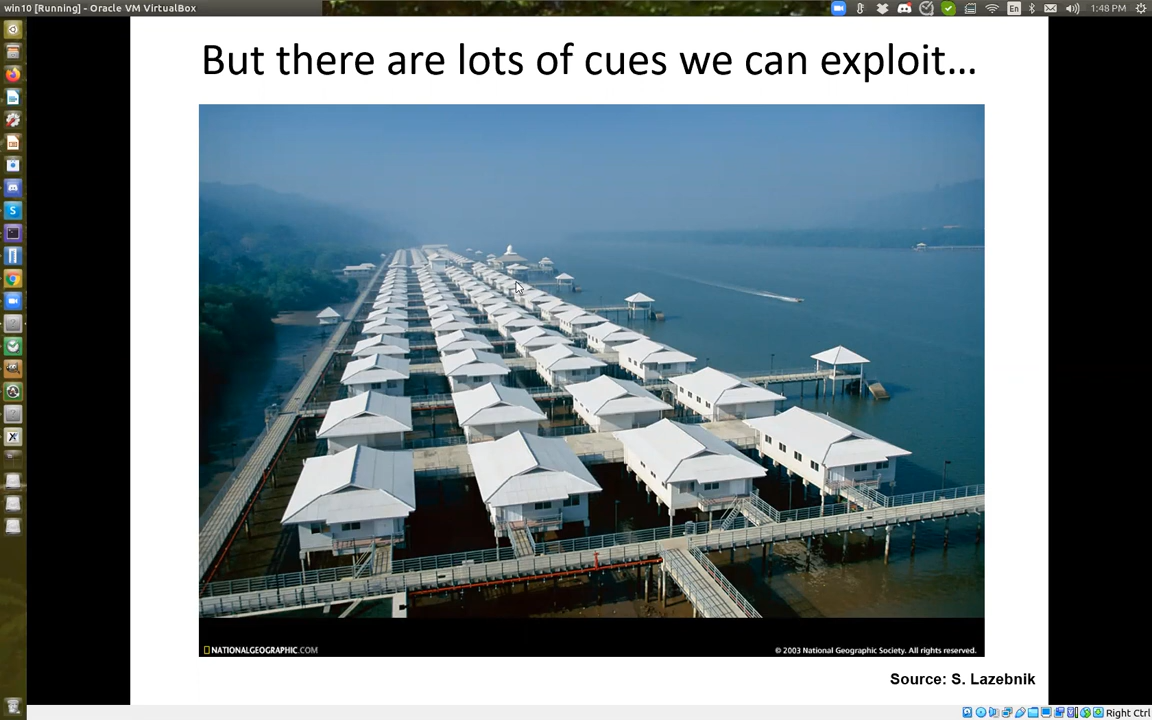 win10 [Running] - Oracle VM VirtualBox
En
1:48 PM
But there are lots of cues we can exploit...
NATIONALGEOGRAPHIC.COM
© 2003 National Geographic Society. All rights reserved.
Source: S. Lazebnik
Right Ctrl